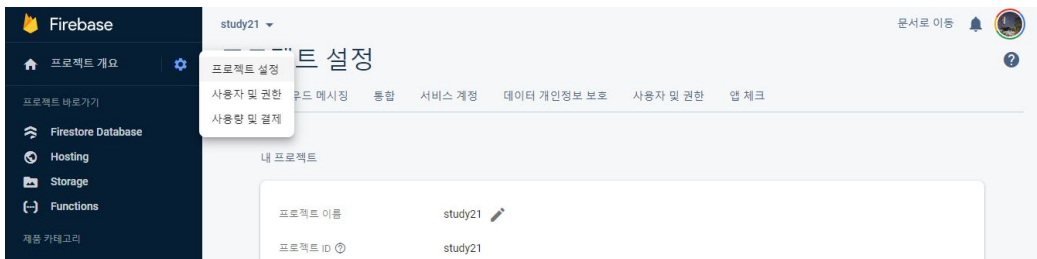 Firebase
study21
문서로 이동
프로젝트 개요
트 설정
프로젝트 설정
사용자 및 권한
사용량 및 결제
우드 메시징 통합 서비스 계정 데이터 개인정보 보호 사용자 및 권한 앱 체크
프로젝트 바로가기
Firestore Database
Hosting
Storage
Functions
제품 카테고리
내 프로젝트
프로젝트 이름 study21
프로젝트 ID study21